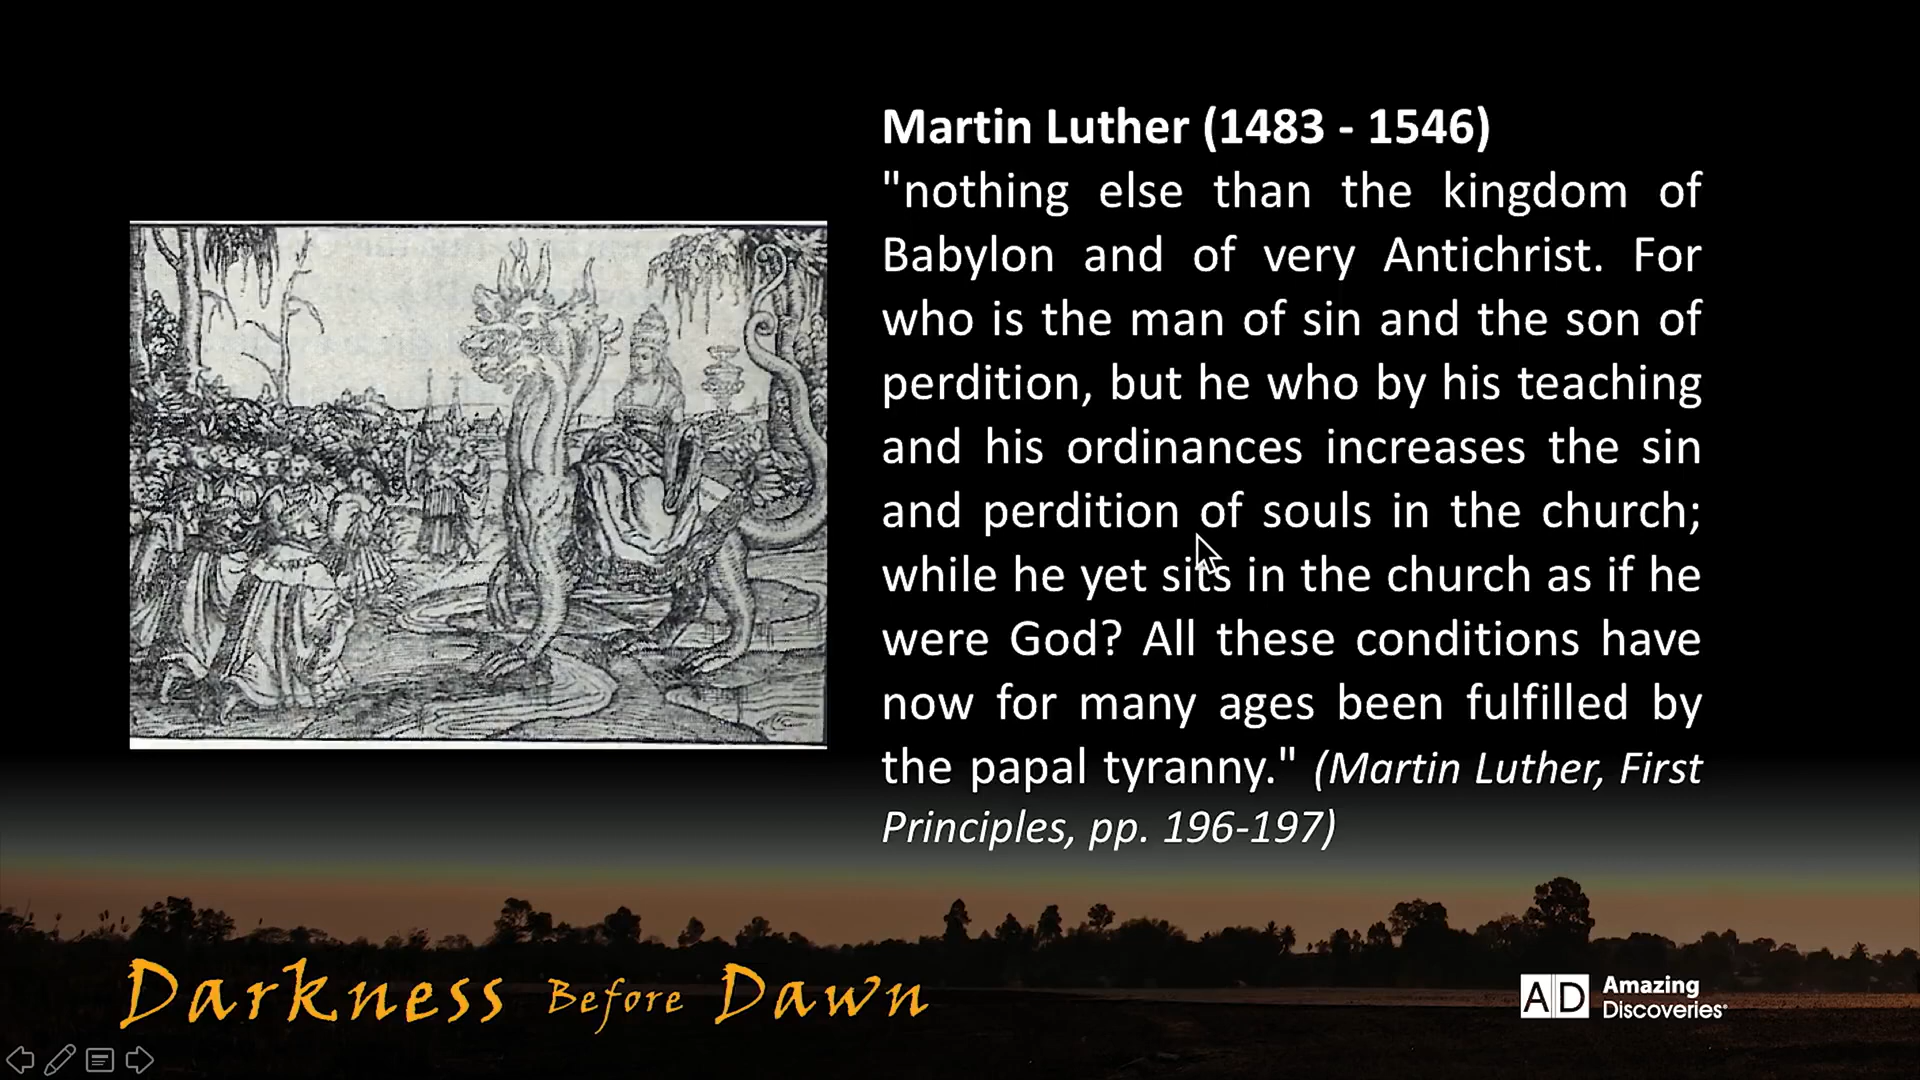 Martin Luther (1483 - 1546)
"nothing else than the kingdom of
Babylon and of very Antichrist. For
who is the man of sin and the son of
perdition, but he who by his teaching
and his ordinances increases the sin
and perdition of souls in the church;
while he yet sits in the church as if he
were God? All these conditions have
now for many ages been fulfilled by
the papal tyranny." (Martin Luther, First
Principles, pp. 196-197)
Darkness Before Dawn
AD Amazing
Discoveries